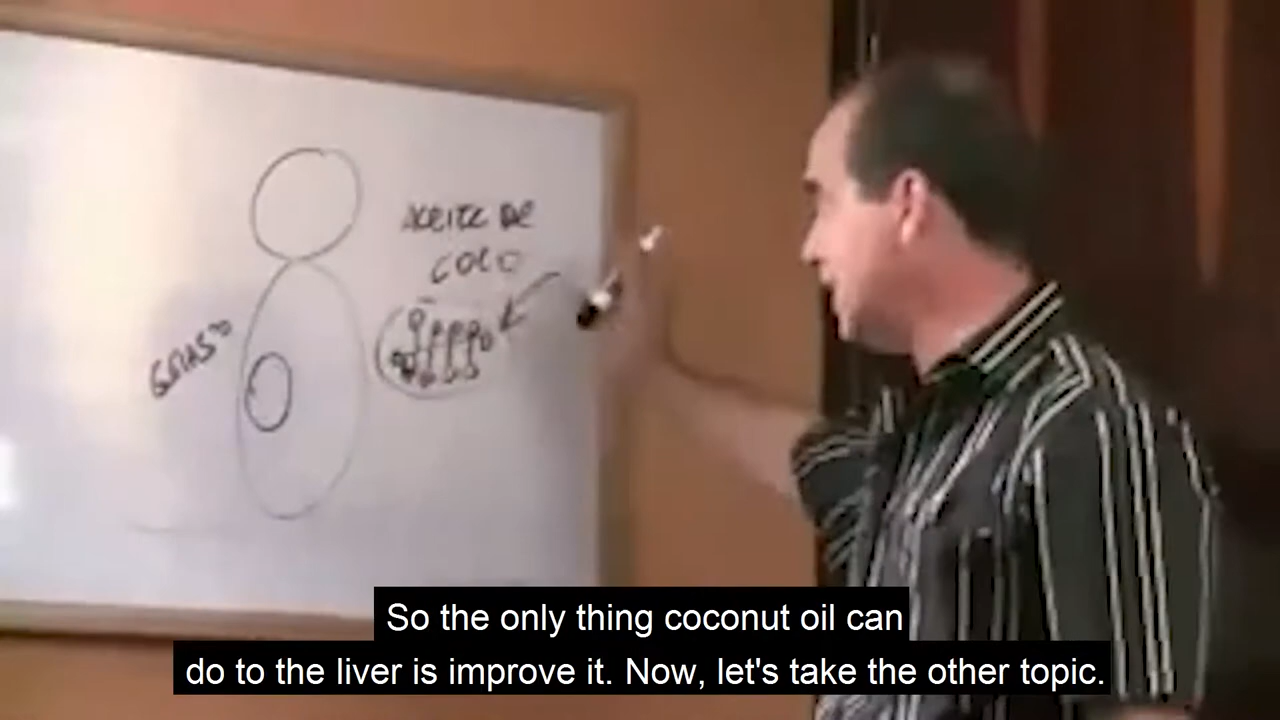 ACEITE DE
COCO
GRASO
So the only thing coconut oil can
do to the liver is improve it. Now, let's take the other topic.